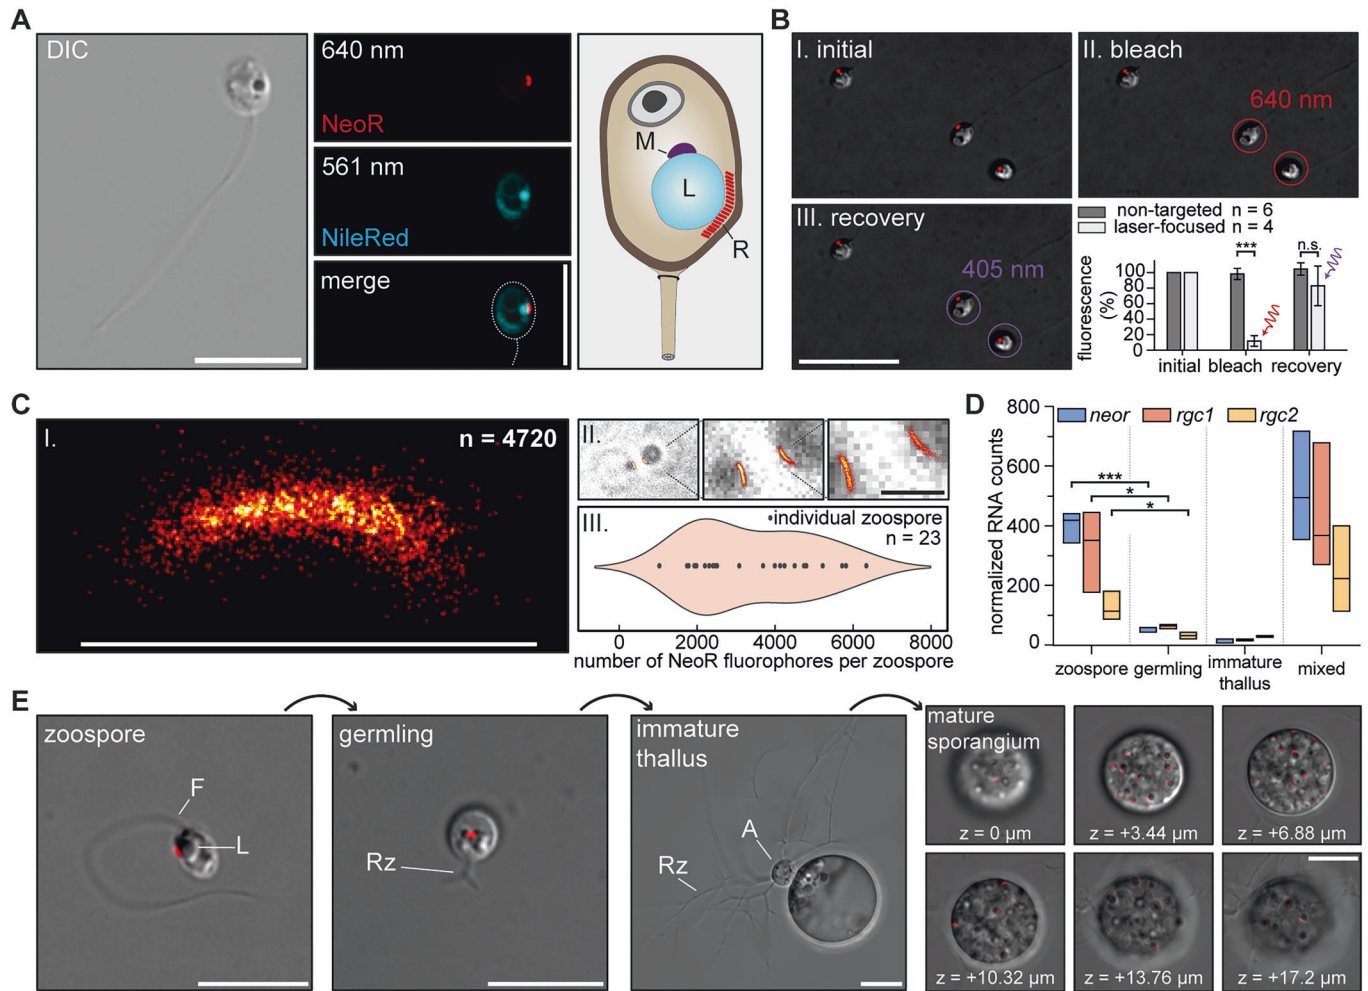 A
DIC
640 nm
NeoR
561 nm
NileRed
merge
M
L
R
B
I. initial
II. bleach
640 nm
III. recovery
405 nm
non-targeted n = 6
laser-focused n = 4
***
n.s.
fluorescence
(%)
100
80
60
40
20
0
initial bleach recovery
C
I.
n = 4720
II.
III.
individual zoospore
n = 23
0 2000 4000 6000 8000
number of NeoR fluorophores per zoospore
D
neor rgc1 rgc2
normalized RNA counts
800
600
400
200
0
***
*
*
zoospore germling immature mixed
thallus
E
zoospore
F
L
germling
Rz
immature
thallus
A
Rz
mature
sporangium
z = 0 µm
z = +3.44 µm
z = +6.88 µm
z = +10.32 µm
z = +13.76 µm
z = +17.2 µm